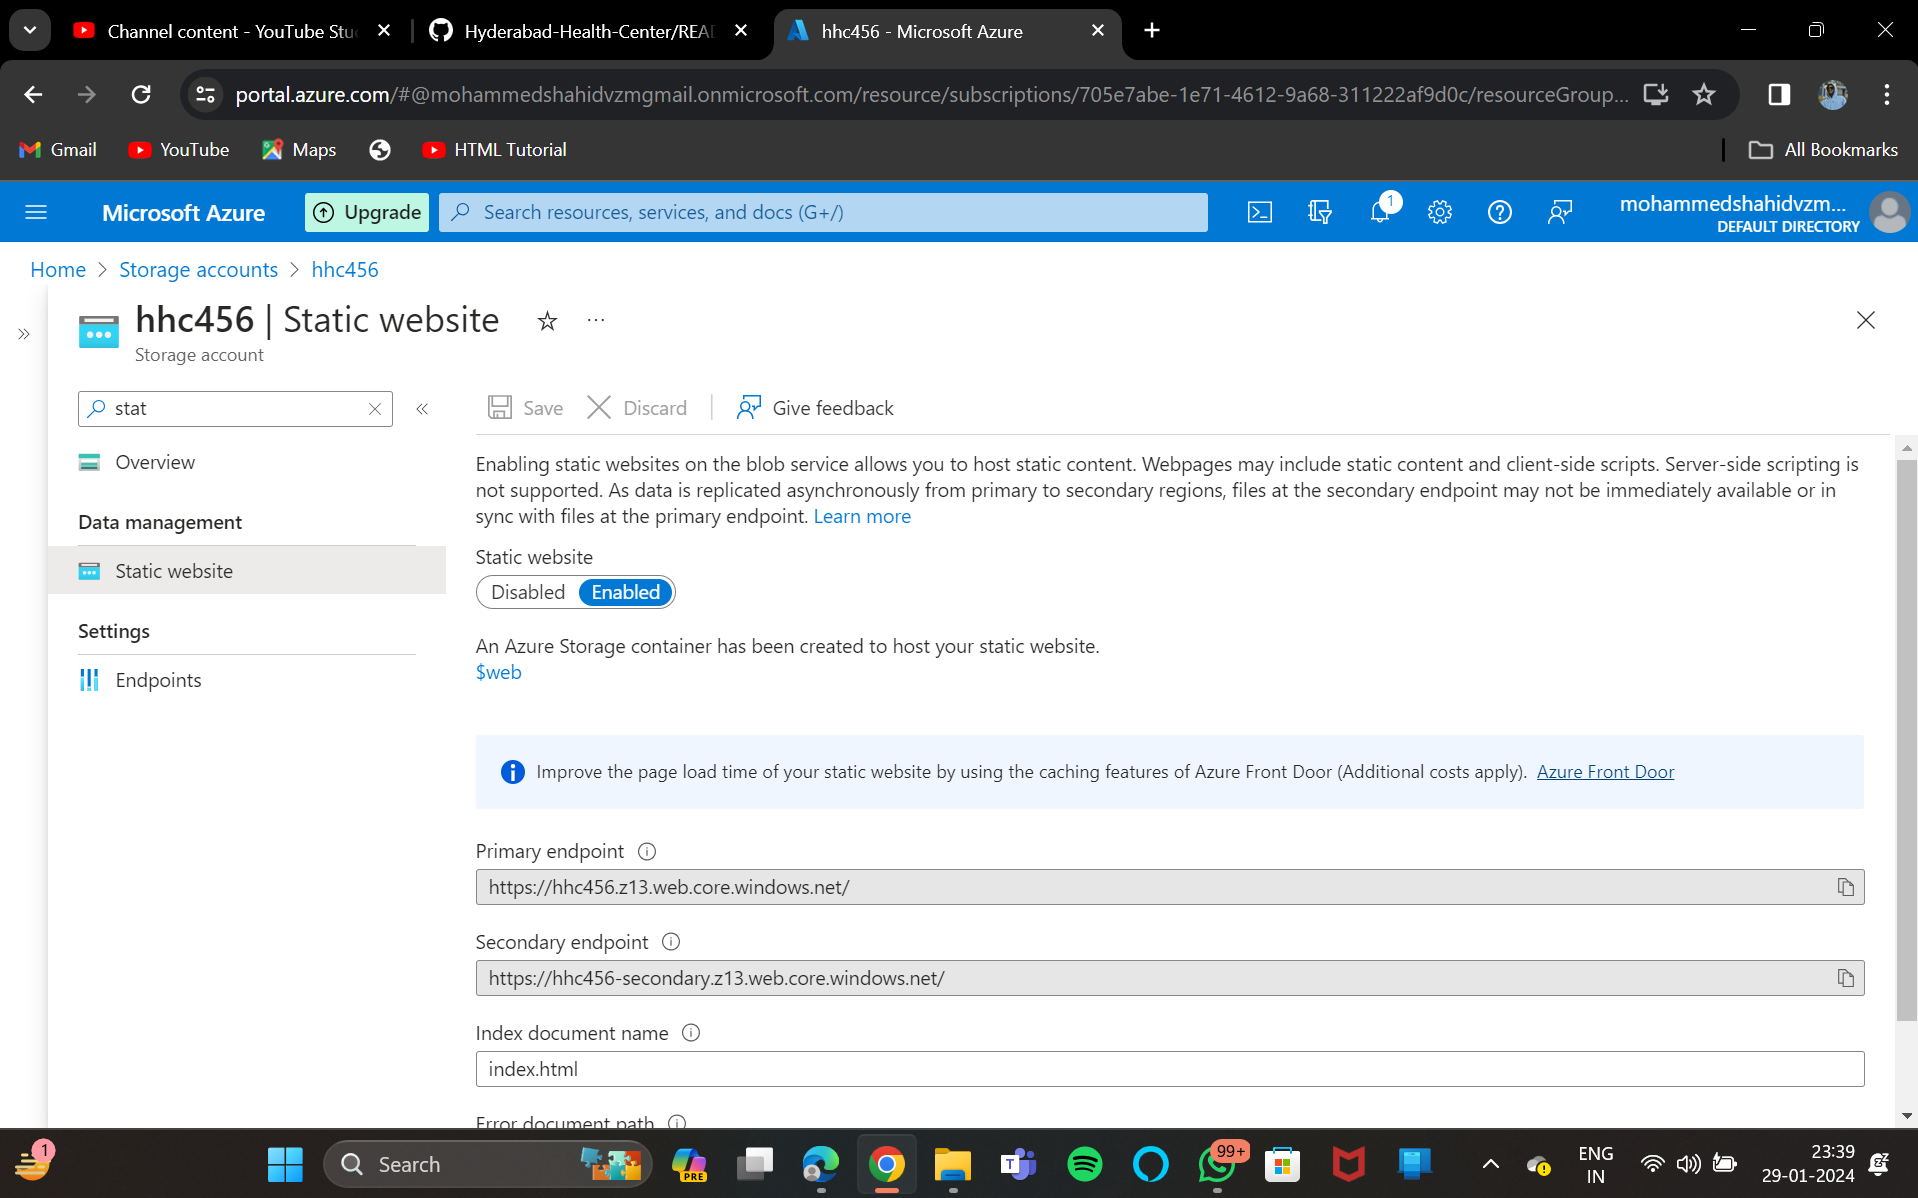 Channel content - YouTube Stu
Hyderabad-Health-Center/REA
hhc456 - Microsoft Azure
portal.azure.com/#@mohammedshahidvzmgmail.onmicrosoft.com/resource/subscriptions/705e7abe-1e71-4612-9a68-311222af9d0c/resourceGroup...
Gmail
YouTube
Maps
HTML Tutorial
All Bookmarks
Microsoft Azure
Upgrade
Search resources, services, and docs (G+/)
1
mohammedshahidvzm...
DEFAULT DIRECTORY
Home > Storage accounts > hhc456
hhc456 | Static website
Storage account
stat
Save
Discard
Give feedback
Overview
Data management
Static website
Settings
Endpoints
Enabling static websites on the blob service allows you to host static content. Webpages may include static content and client-side scripts. Server-side scripting is
not supported. As data is replicated asynchronously from primary to secondary regions, files at the secondary endpoint may not be immediately available or in
sync with files at the primary endpoint. Learn more
Static website
Disabled Enabled
An Azure Storage container has been created to host your static website.
$web
Improve the page load time of your static website by using the caching features of Azure Front Door (Additional costs apply). Azure Front Door
Primary endpoint
https://hhc456.z13.web.core.windows.net/
Secondary endpoint
https://hhc456-secondary.z13.web.core.windows.net/
Index document name
index.html
Error document path
1
Search
PRE
T
99+
ENG
IN
23:39
29-01-2024